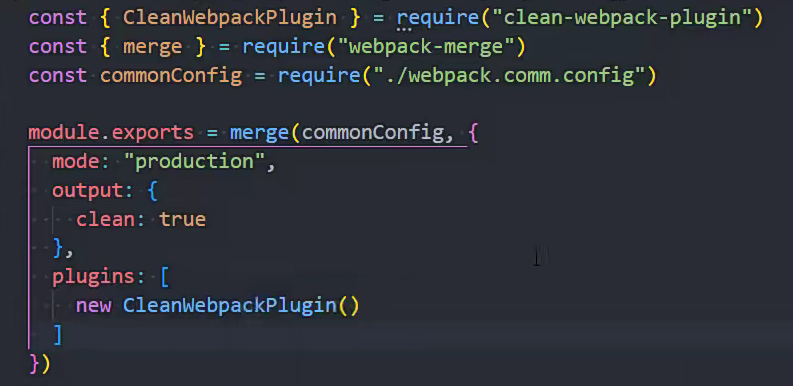 const { CleanWebpackPlugin } = require("clean-webpack-plugin")
const { merge } = require("webpack-merge")
const commonConfig = require("./webpack.comm.config")

module.exports = merge(commonConfig, {
  mode: "production",
  output: {
    clean: true
  },
  plugins: [
    new CleanWebpackPlugin()
  ]
})